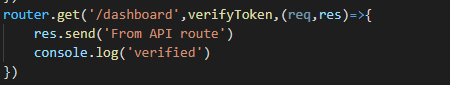 router.get('/dashboard',verifyToken,(req,res)=>{
    res.send('From API route')
    console.log('verified')
})